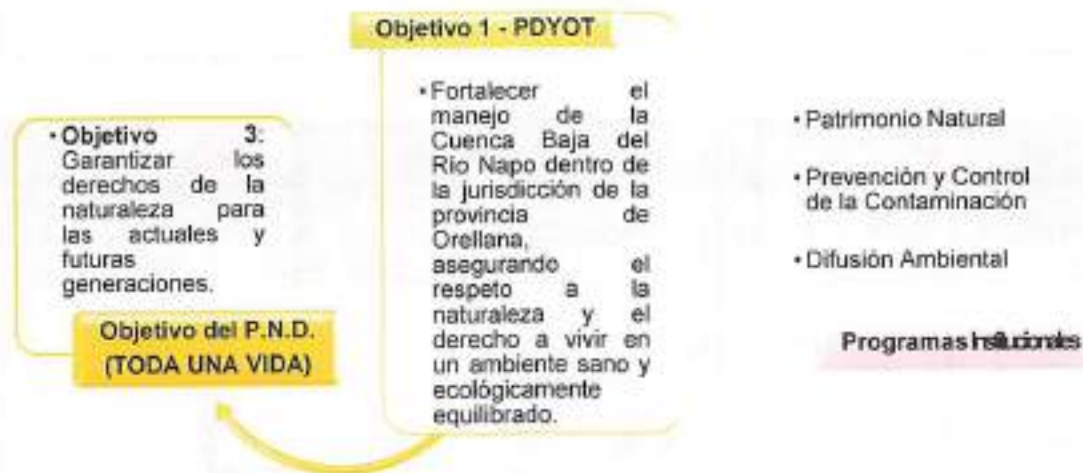 • Objetivo 3:
Garantizar los
derechos de la
naturaleza para
las actuales y
futuras
generaciones.
Objetivo del P.N.D.
(TODA UNA VIDA)
Objetivo 1 - PDYOT
• Fortalecer el
manejo de la
Cuenca Baja del
Río Napo dentro de
la jurisdicción de la
provincia de
Orellana,
asegurando el
respeto a la
naturaleza y el
derecho a vivir en
un ambiente sano y
ecológicamente
equilibrado.
• Patrimonio Natural
• Prevención y Control
de la Contaminación
• Difusión Ambiental
Programas